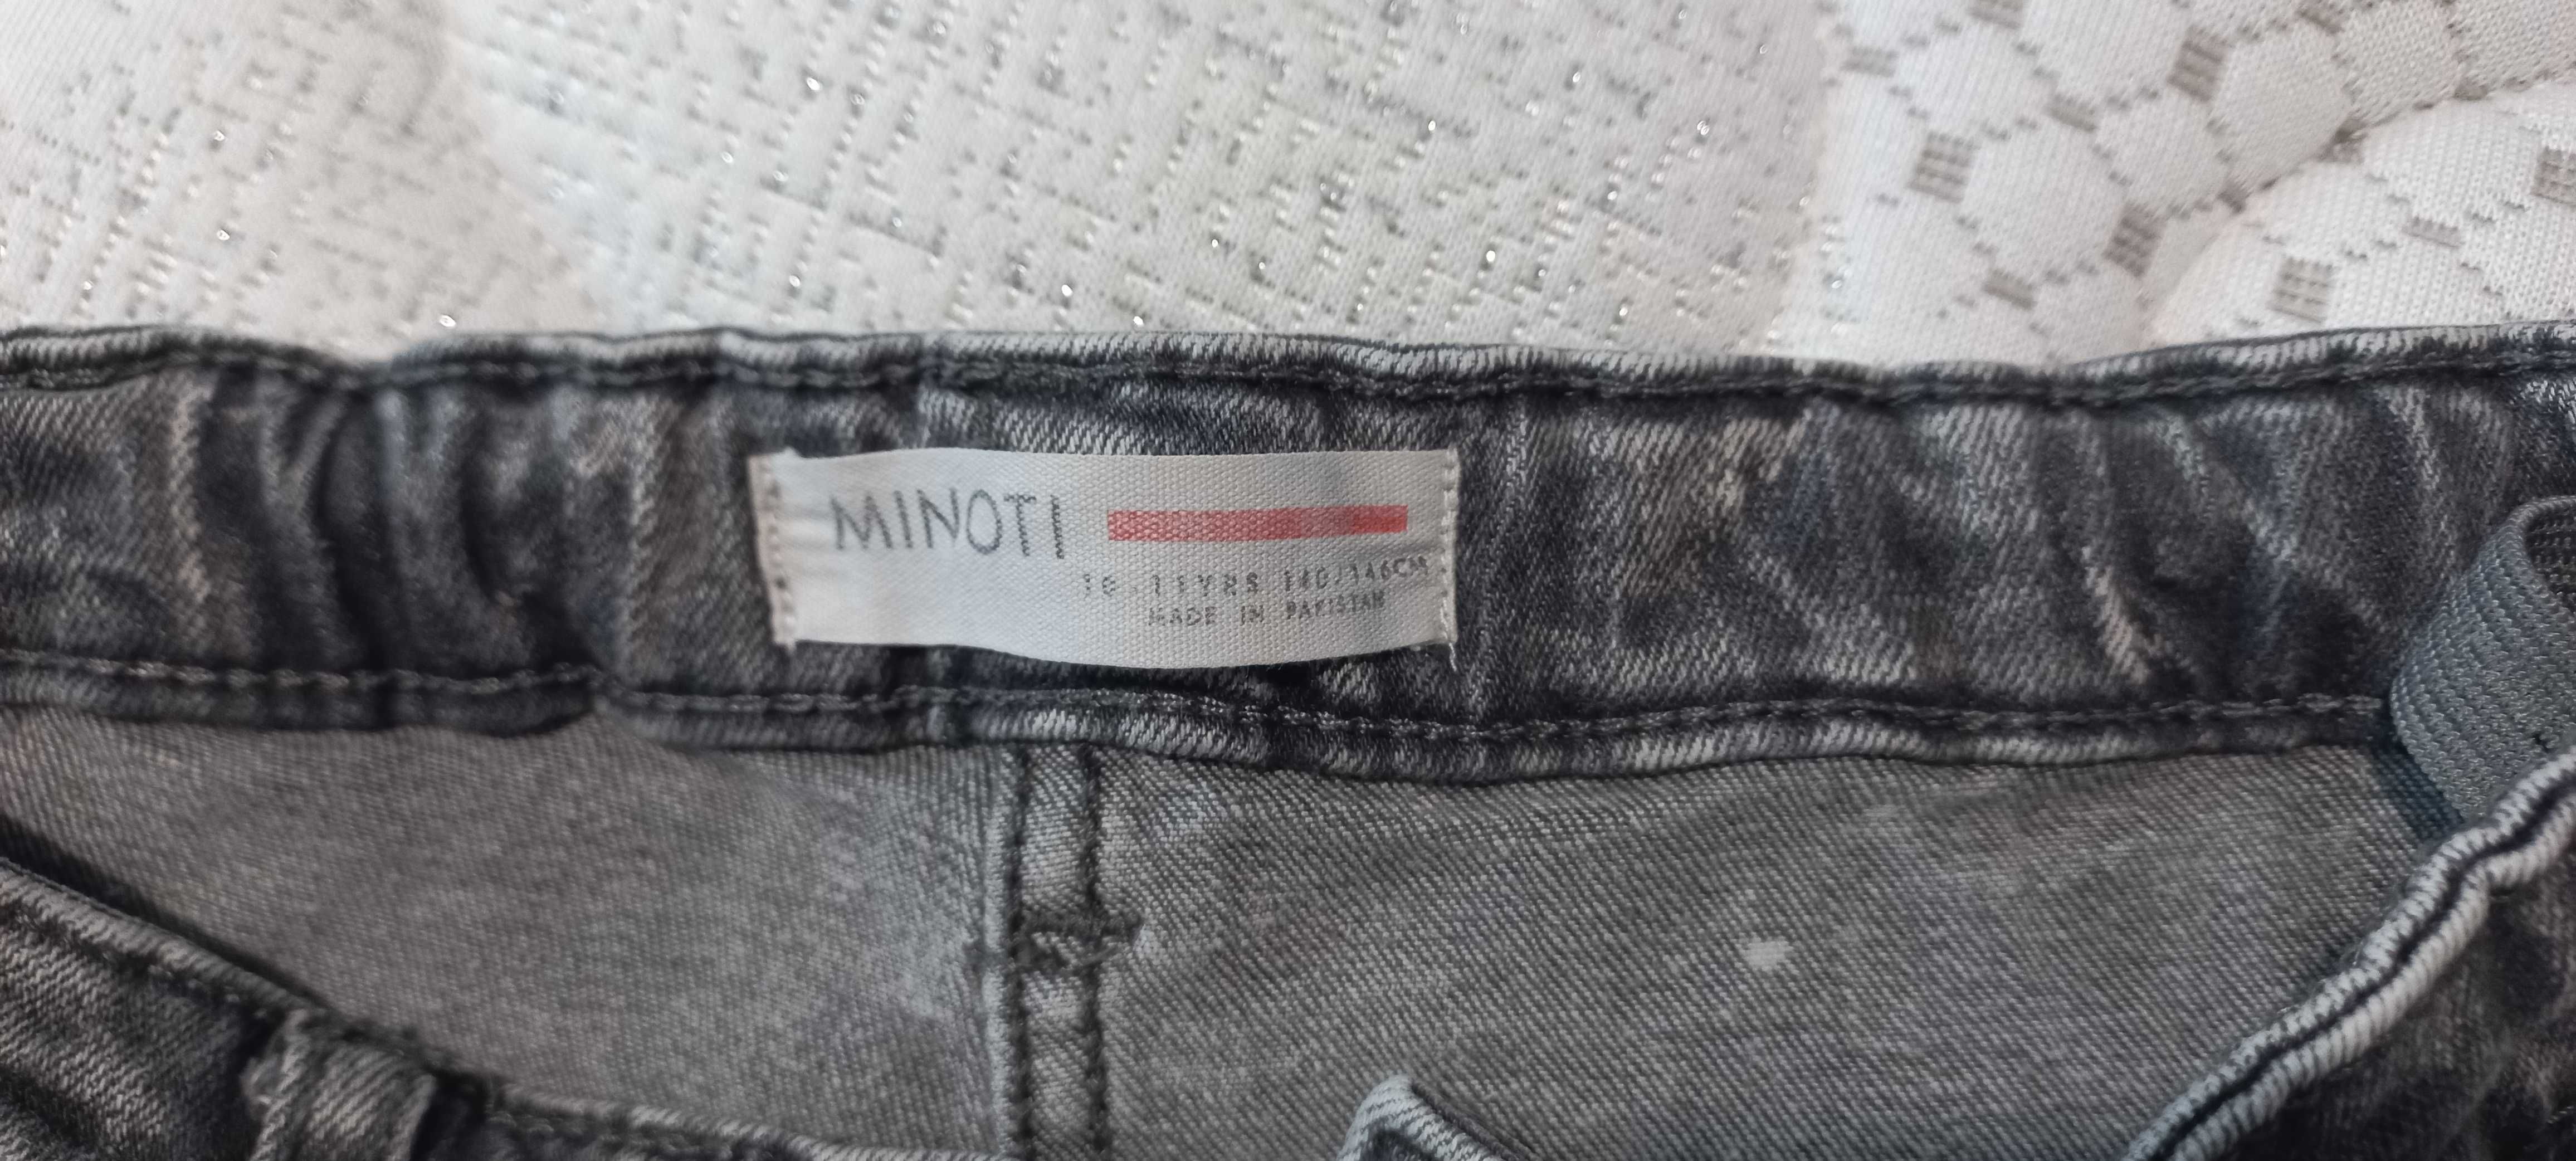 MINOTI
10-11YRS 140/146CM
MADE IN PAKISTAN